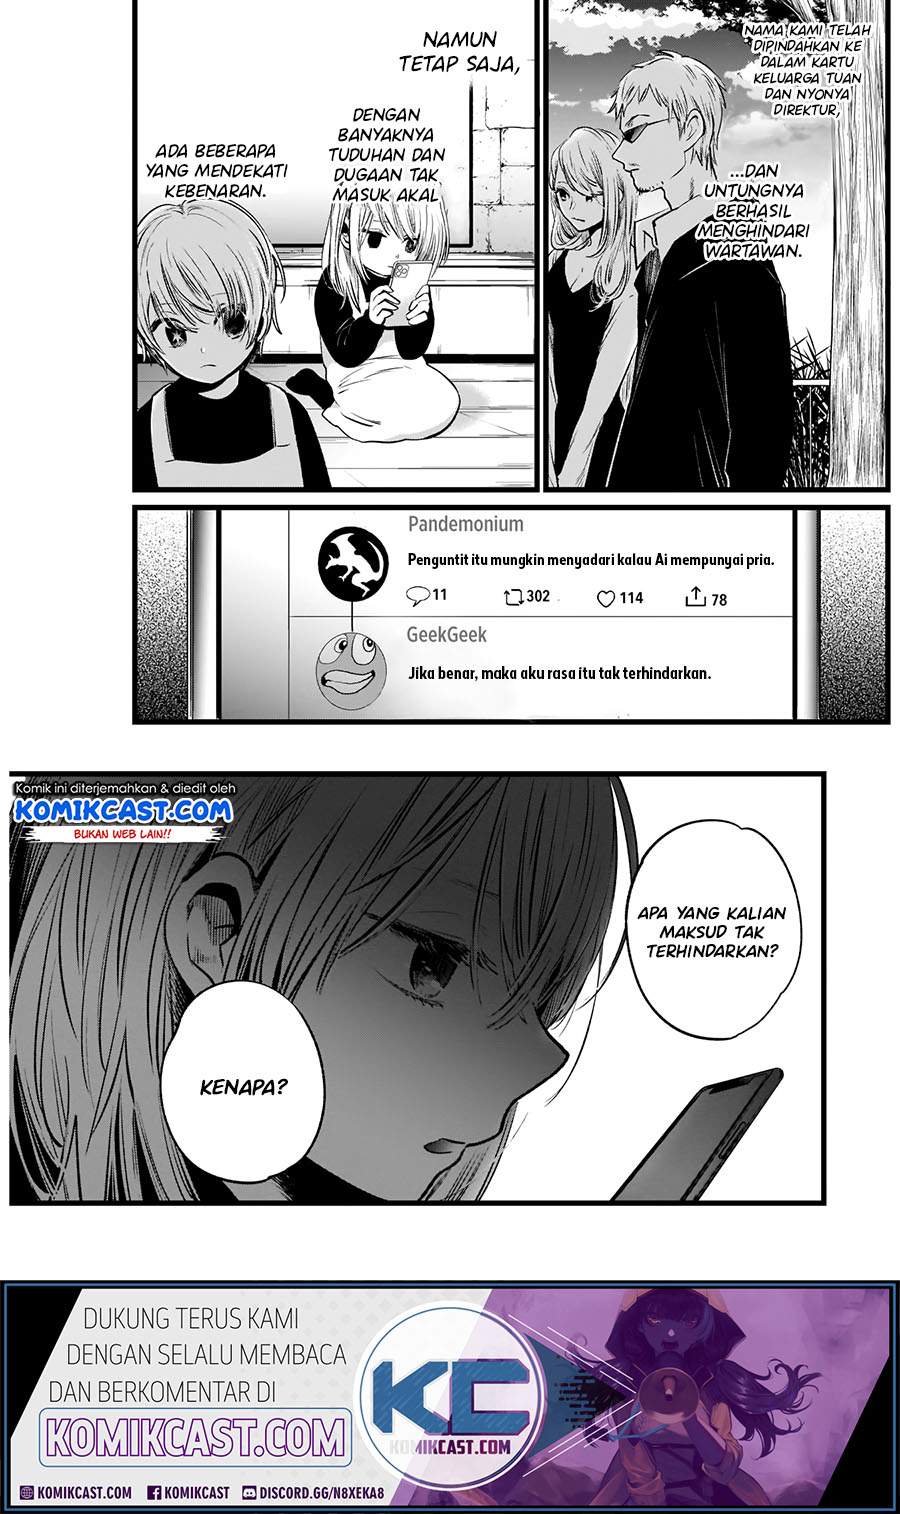 NAMA KAMI TELAH
DIPINDAHKAN KE
DALAM KARTU
KELUARGA TUAN
DAN NYONYA
DIREKTUR,
...DAN
UNTUNGNYA
BERHASIL
MENGHINDARI
WARTAWAN.
NAMUN
TETAP SAJA,
DENGAN
BANYAKNYA
TUDUHAN DAN
DUGAAN TAK
MASUK AKAL
ADA BEBERAPA
YANG MENDEKATI
KEBENARAN.
Pandemonium
Penguntit itu mungkin menyadari kalau Ai mempunyai pria.
11 302 114 78
GeekGeek
Jika benar, maka aku rasa itu tak terhindarkan.
Komik ini diterjemahkan & diedit oleh
KOMIKCAST.COM
BUKAN WEB LAIN!!
APA YANG KALIAN
MAKSUD TAK
TERHINDARKAN?
KENAPA?
DUKUNG TERUS KAMI
DENGAN SELALU MEMBACA
DAN BERKOMENTAR DI
KOMIKCAST.COM
KOMIKCAST.COM KOMIKCAST DISCORD.GG/N8XEKA8
KC
KOMIKCAST.COM